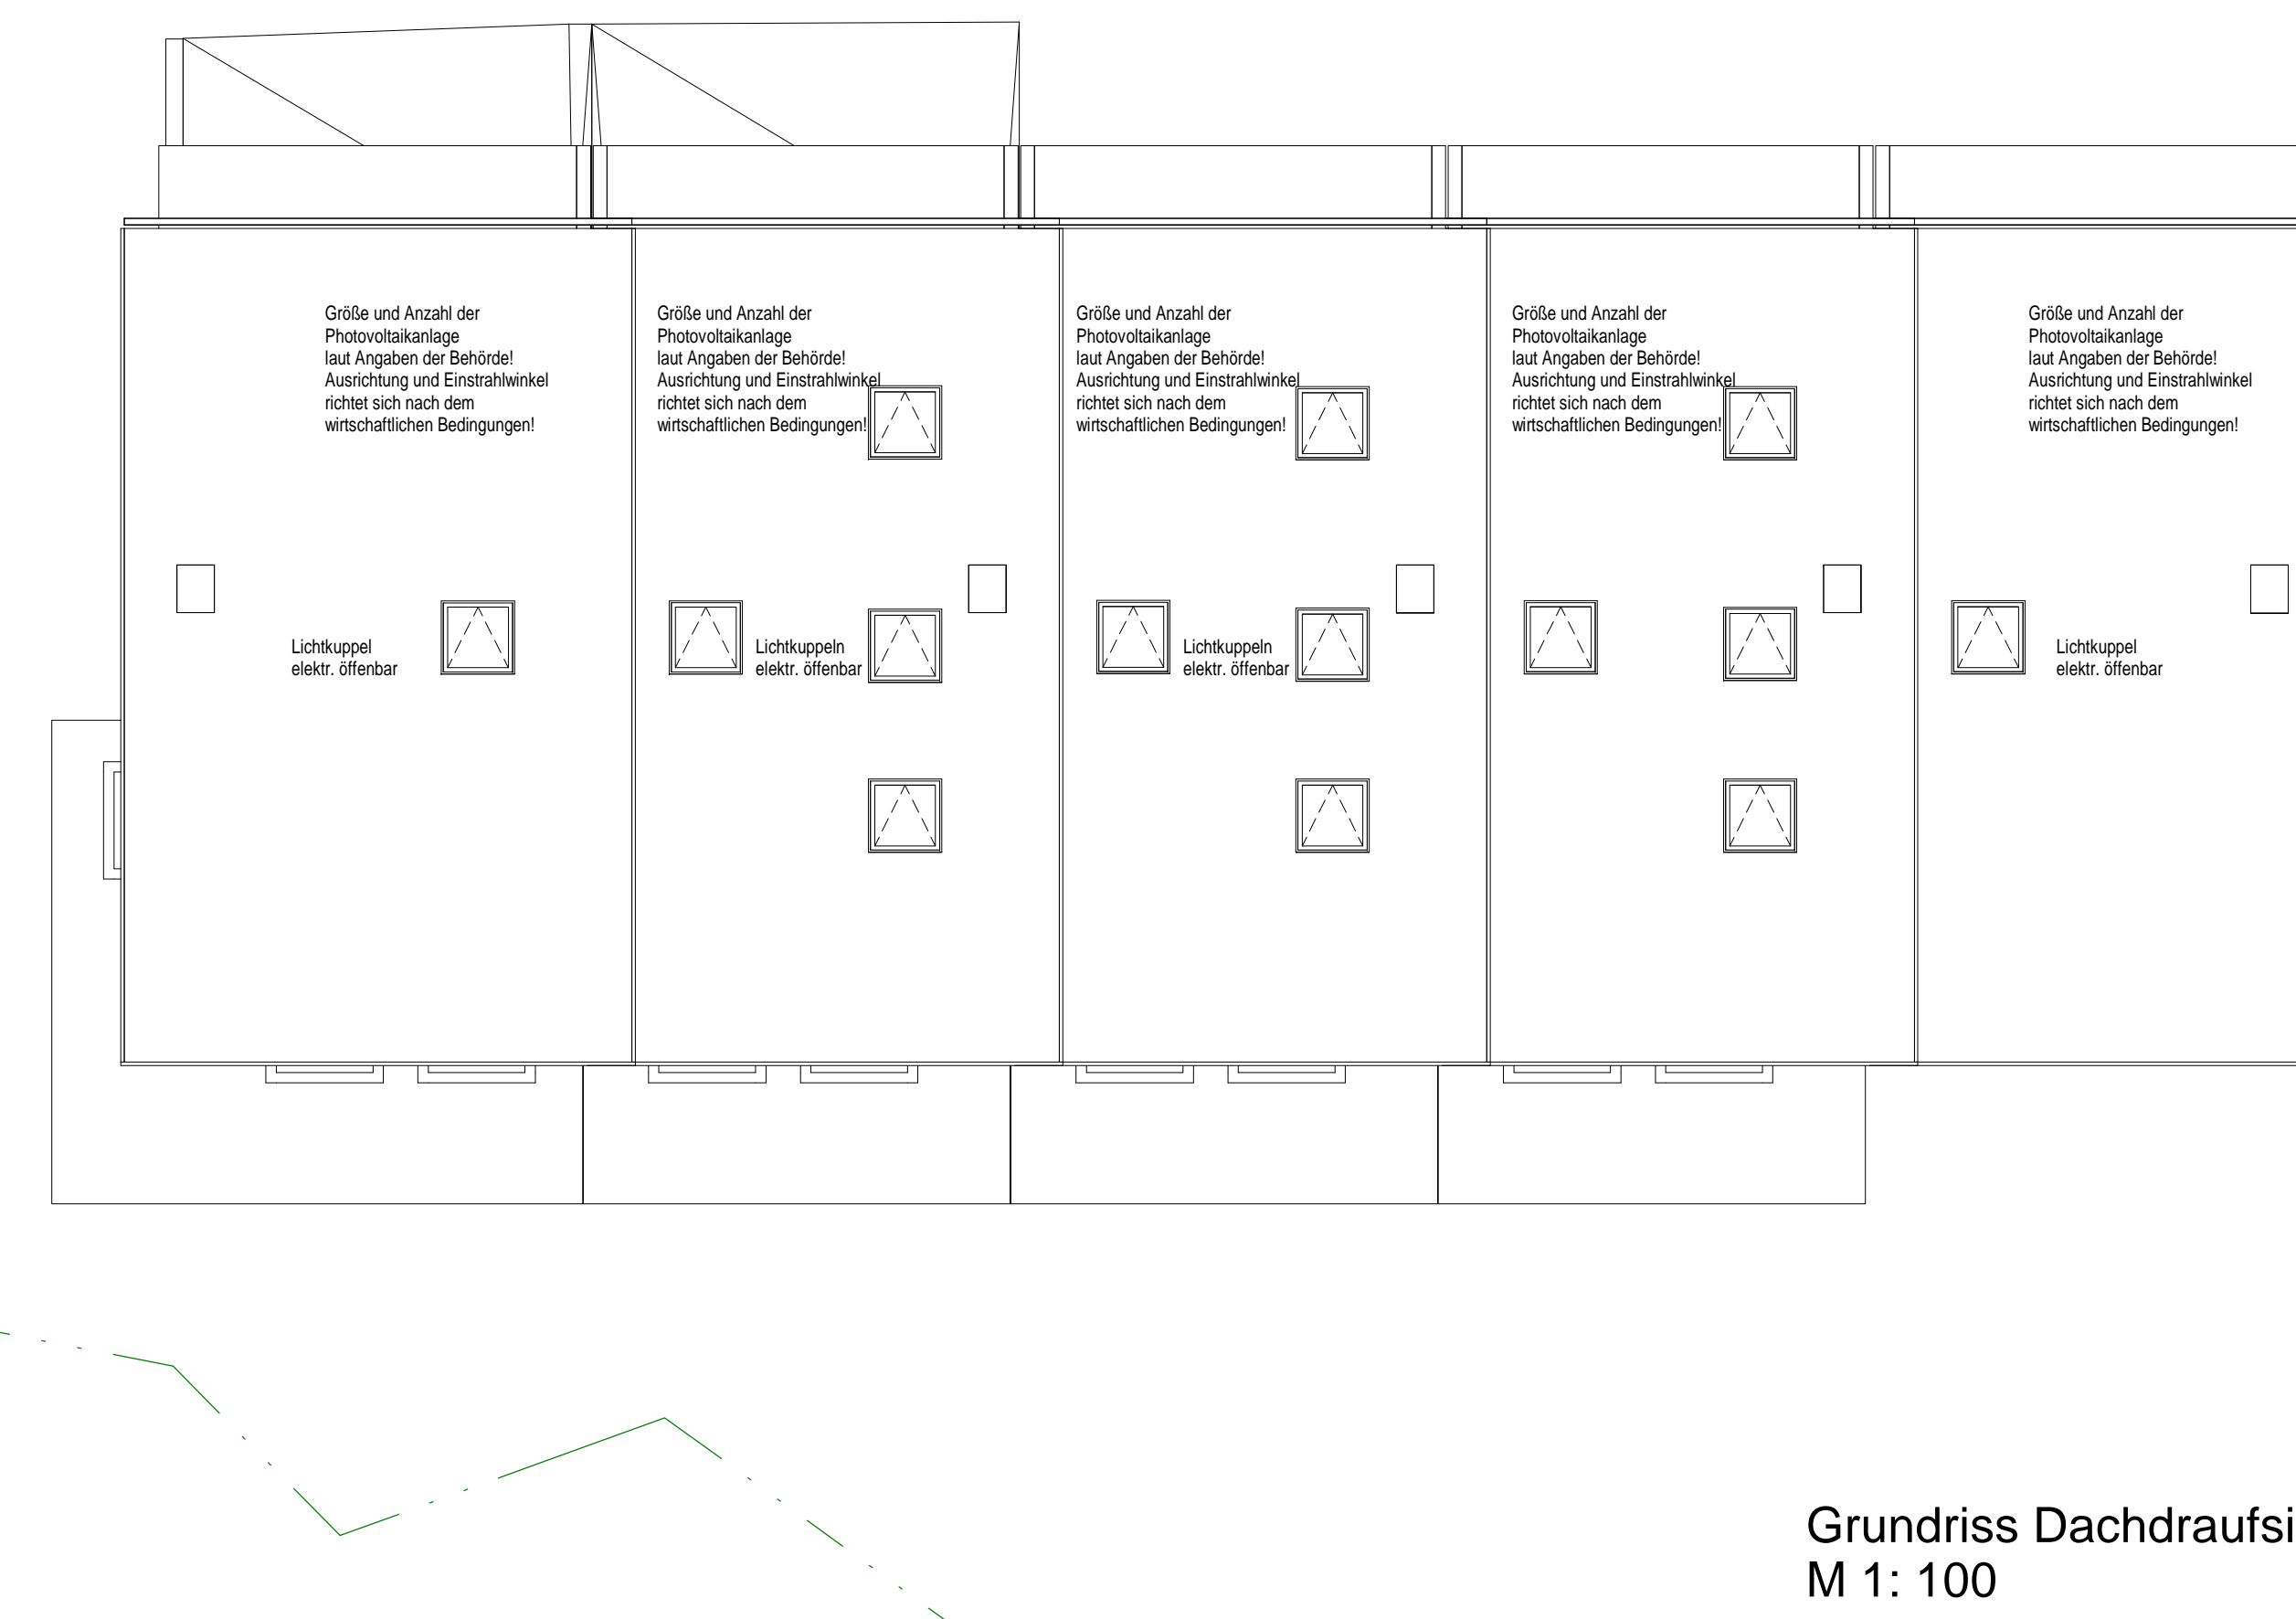 Größe und Anzahl der
Photovoltaikanlage
laut Angaben der Behörde!
Ausrichtung und Einstrahlwinkel
richtet sich nach dem
wirtschaftlichen Bedingungen!
Größe und Anzahl der
Photovoltaikanlage
laut Angaben der Behörde!
Ausrichtung und Einstrahlwinkel
richtet sich nach dem
wirtschaftlichen Bedingungen!
Größe und Anzahl der
Photovoltaikanlage
laut Angaben der Behörde!
Ausrichtung und Einstrahlwinkel
richtet sich nach dem
wirtschaftlichen Bedingungen!
Größe und Anzahl der
Photovoltaikanlage
laut Angaben der Behörde!
Ausrichtung und Einstrahlwinkel
richtet sich nach dem
wirtschaftlichen Bedingungen!
Größe und Anzahl der
Photovoltaikanlage
laut Angaben der Behörde!
Ausrichtung und Einstrahlwinkel
richtet sich nach dem
wirtschaftlichen Bedingungen!
Lichtkuppel
elektr. öffenbar
Lichtkuppeln
elektr. öffenbar
Lichtkuppeln
elektr. öffenbar
Lichtkuppel
elektr. öffenbar
Grundriss Dachdraufsi
M 1: 100